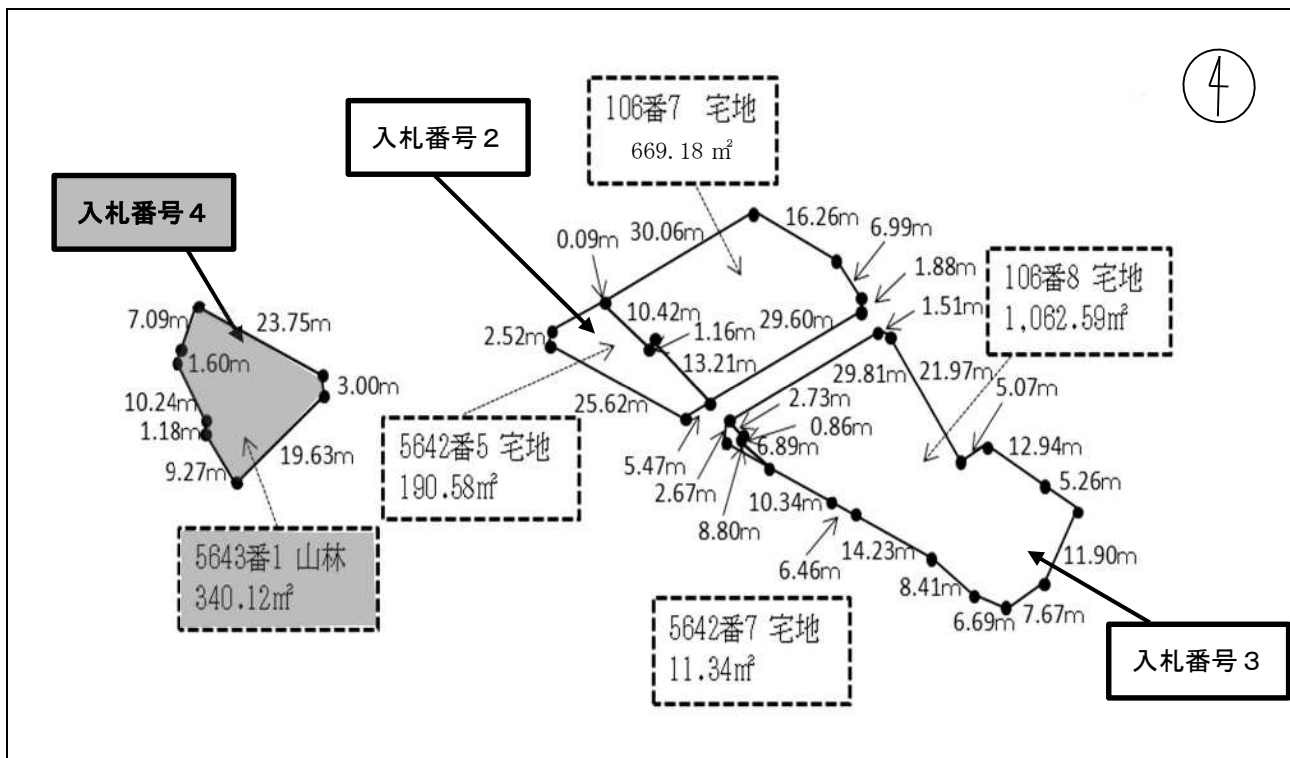 106番7 宅地
669.18 ㎡
入札番号２
入札番号４
0.09m
30.06m
16.26m
6.99m
1.88m
1.51m
106番8 宅地
1,062.59㎡
7.09m
23.75m
1.60m
3.00m
10.24m
1.18m
9.27m
19.63m
2.52m
10.42m
1.16m
13.21m
29.60m
25.62m
5.47m
5642番5 宅地
190.58㎡
29.81m
21.97m
5.07m
2.73m
0.86m
6.89m
2.67m
8.80m
12.94m
5.26m
11.90m
10.34m
6.46m
14.23m
8.41m
6.69m
7.67m
5643番1 山林
340.12㎡
5642番7 宅地
11.34㎡
入札番号３